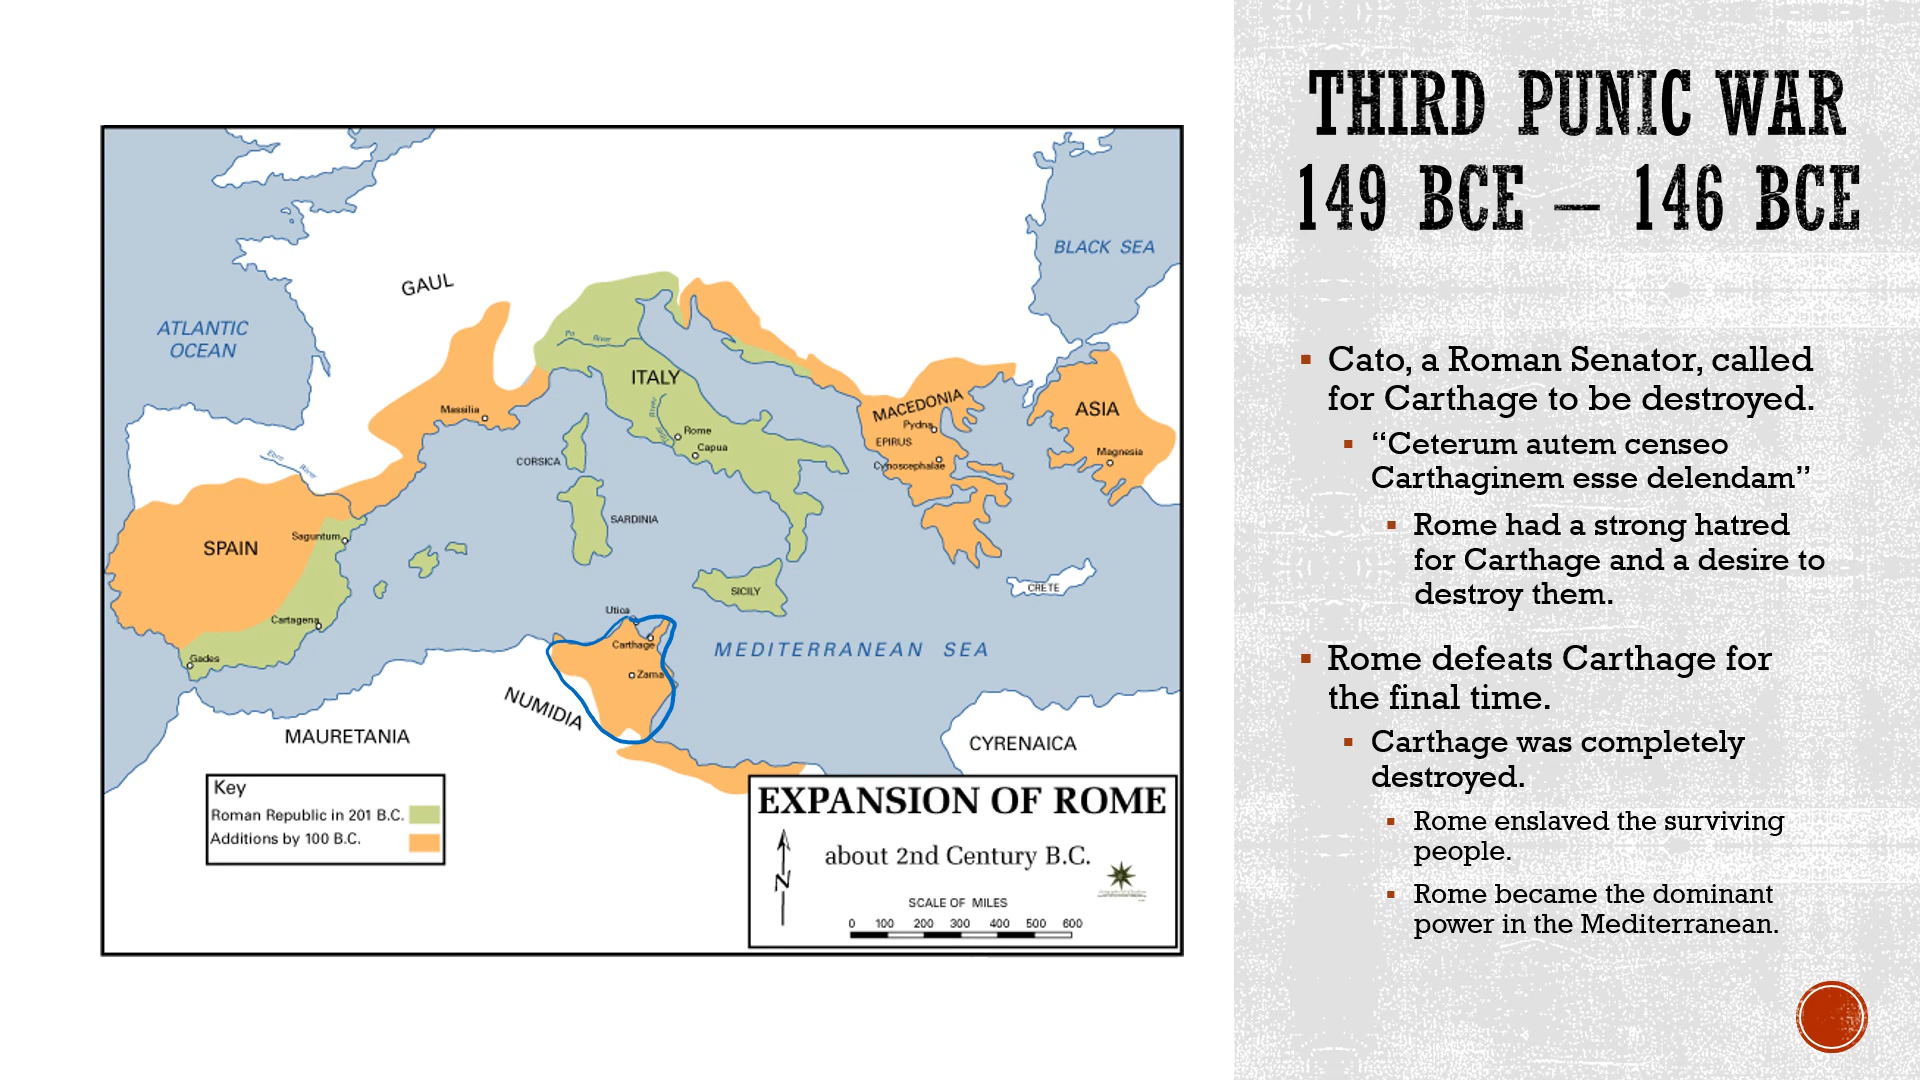 THIRD PUNIC WAR
149 BCE – 146 BCE
Cato, a Roman Senator, called
for Carthage to be destroyed.
“Ceterum autem censeo
Carthaginem esse delendam”
Rome had a strong hatred
for Carthage and a desire to
destroy them.
Rome defeats Carthage for
the final time.
Carthage was completely
destroyed.
Rome enslaved the surviving
people.
Rome became the dominant
power in the Mediterranean.
BLACK SEA
GAUL
ATLANTIC
OCEAN
Po River
ITALY
MACEDONIA
ASIA
Massilia
Pydna
River
Rome
EPIRUS
Capua
Magnesia
Ebro River
CORSICA
Cynoscephalae
SARDINIA
Saguntum
SPAIN
CRETE
SICILY
Utica
Cartagena
Carthage
MEDITERRANEAN SEA
Gades
Zama
NUMIDIA
MAURETANIA
CYRENAICA
Key
Roman Republic in 201 B.C.
Additions by 100 B.C.
EXPANSION OF ROME
about 2nd Century B.C.
N
SCALE OF MILES
0 100 200 300 400 500 600